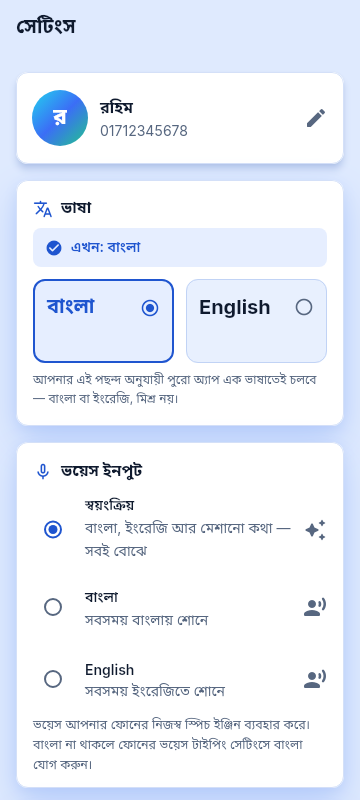 সেটিংস
র
রহিম
01712345678
ভাষা
এখন: বাংলা
বাংলা
English
আপনার এই পছন্দ অনুযায়ী পুরো অ্যাপ এক ভাষাতেই চলবে
— বাংলা বা ইংরেজি, মিশ্র নয়।
ভয়েস ইনপুট
স্বয়ংক্রিয়
বাংলা, ইংরেজি আর মেশানো কথা —
সবই বোঝে
বাংলা
সবসময় বাংলায় শোনে
English
সবসময় ইংরেজিতে শোনে
ভয়েস আপনার ফোনের নিজস্ব স্পিচ ইঞ্জিন ব্যবহার করে।
বাংলা না থাকলে ফোনের ভয়েস টাইপিং সেটিংসে বাংলা
যোগ করুন।